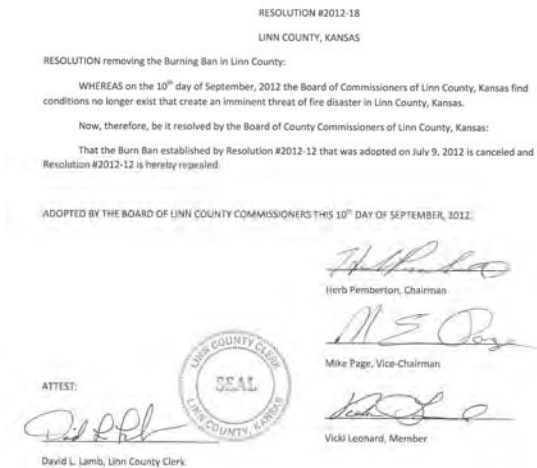 RESOLUTION #2012-18
LINN COUNTY, KANSAS
RESOLUTION removing the Burning Ban in Linn County:
WHEREAS on the 10th day of September, 2012 the Board of Commissioners of Linn County, Kansas find
conditions no longer exist that create an imminent threat of fire disaster in Linn County, Kansas.
Now, therefore, be it resolved by the Board of County Commissioners of Linn County, Kansas:
That the Burn Ban established by Resolution #2012-12 that was adopted on July 9, 2012 is canceled and
Resolution #2012-12 is hereby repealed.
ADOPTED BY THE BOARD OF LINN COUNTY COMMISSIONERS THIS 10th DAY OF SEPTEMBER, 2012.
Herb Pemberton, Chairman
M E Page
Mike Page, Vice-Chairman
LINN COUNTY CLERK
SEAL
LINN COUNTY, KANSAS
ATTEST:
Vicki Leonard, Member
David L. Lamb, Linn County Clerk